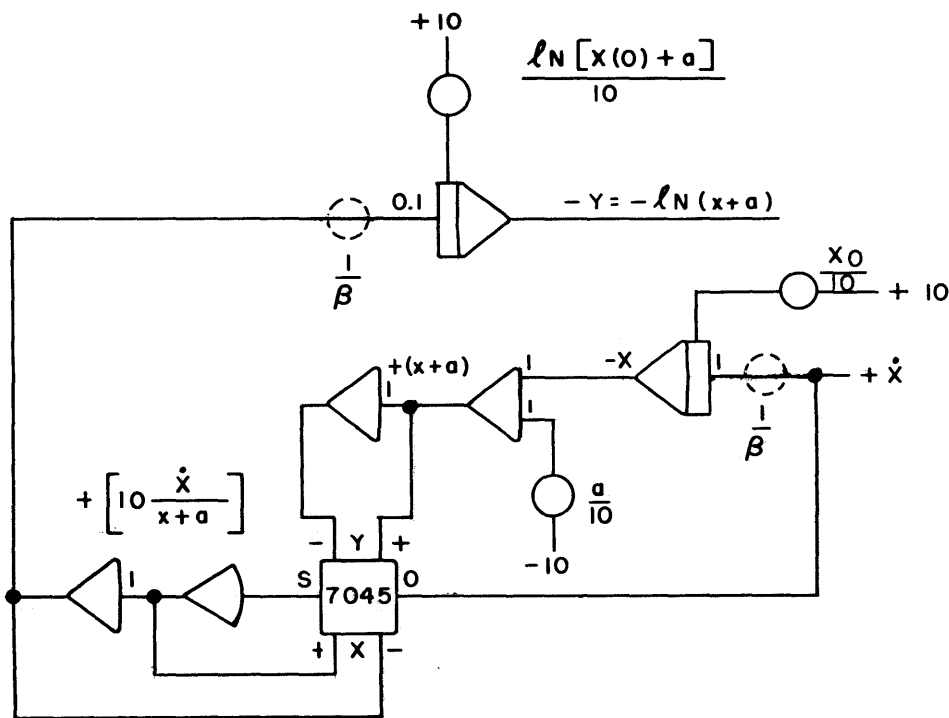 +10
ℓN [X(0) + a]
10
0.1
- Y = - ℓN (x+a)
1
β
X0
10
+ 10
+(x+a)
1
1
-X
1
+ Ẋ
1
1
β
+ [10 Ẋ / x+a]
a
10
-10
- Y +
1
S 7045 O
+ X -